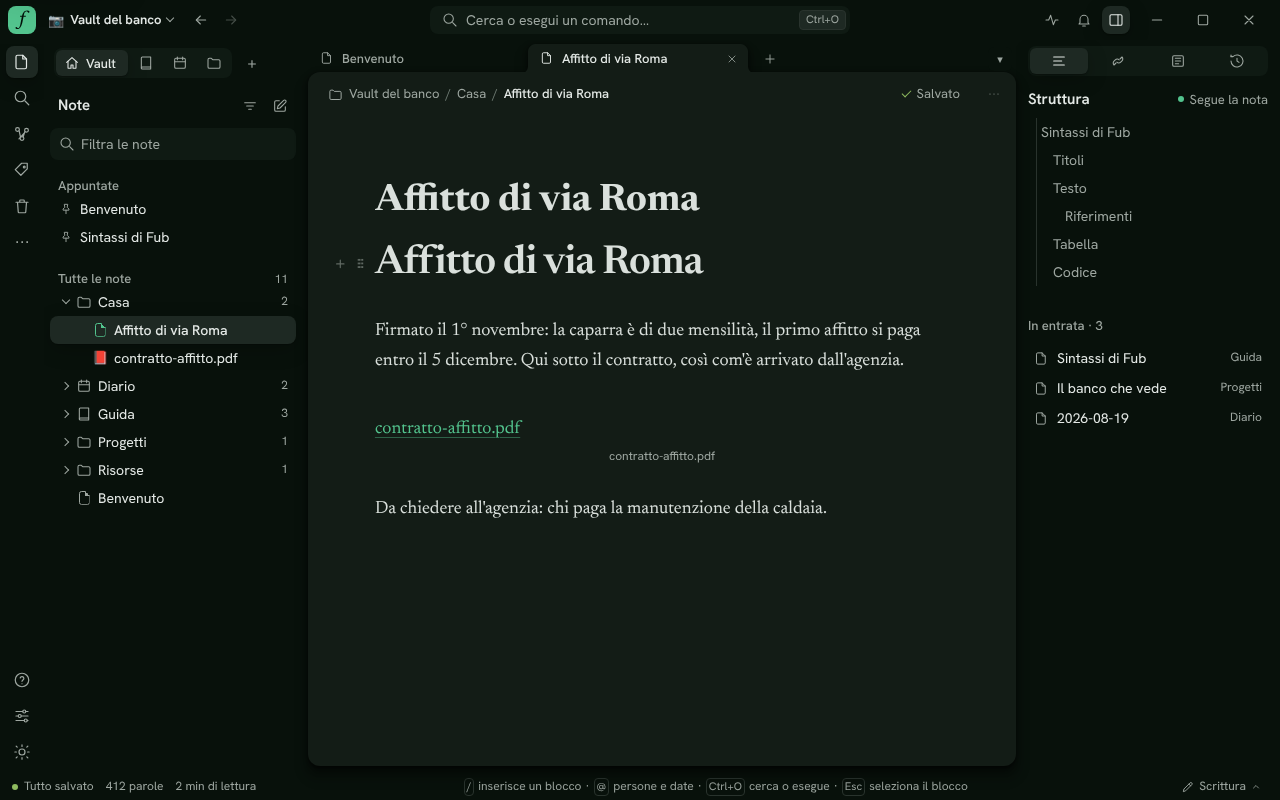 f
Vault del banco
Cerca o esegui un comando...
Ctrl+O
Vault
Note
Filtra le note
Appuntate
Benvenuto
Sintassi di Fub
Tutte le note 11
Casa 2
Affitto di via Roma
contratto-affitto.pdf
Diario 2
Guida 3
Progetti 1
Risorse 1
Benvenuto
Benvenuto
Affitto di via Roma
Vault del banco / Casa / Affitto di via Roma
Salvato
Affitto di via Roma
Affitto di via Roma
Firmato il 1° novembre: la caparra è di due mensilità, il primo affitto si paga
entro il 5 dicembre. Qui sotto il contratto, così com'è arrivato dall'agenzia.
contratto-affitto.pdf
contratto-affitto.pdf
Da chiedere all'agenzia: chi paga la manutenzione della caldaia.
Struttura
Segue la nota
Sintassi di Fub
Titoli
Testo
Riferimenti
Tabella
Codice
In entrata · 3
Sintassi di Fub Guida
Il banco che vede Progetti
2026-08-19 Diario
Tutto salvato 412 parole 2 min di lettura
/ inserisce un blocco · @ persone e date · Ctrl+O cerca o esegue · Esc seleziona il blocco
Scrittura